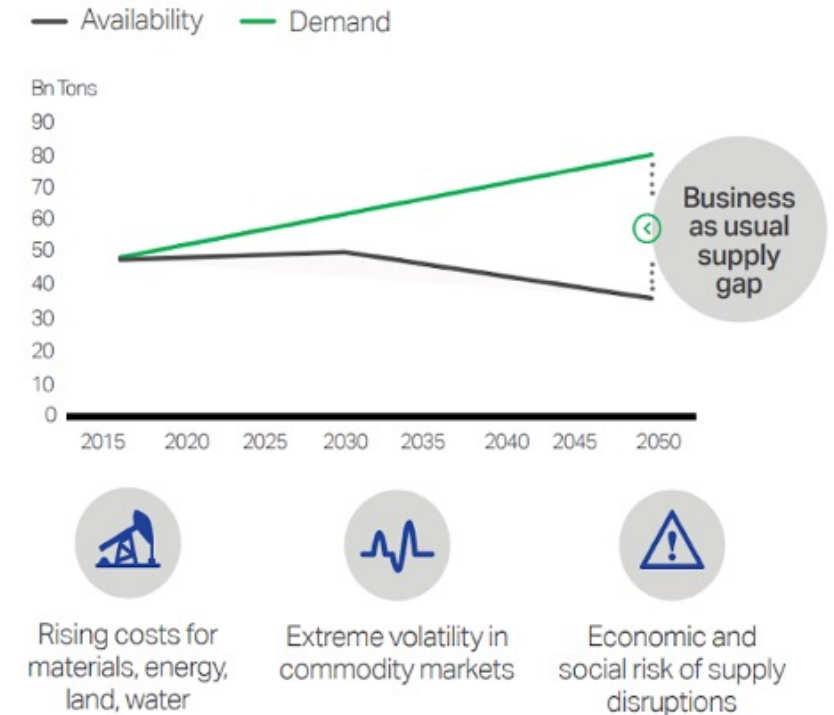 Availability Demand
Bn Tons
90
80
70
60
50
40
30
20
10
0
2015 2020 2025 2030 2035 2040 2045 2050
Business
as usual
supply
gap
Rising costs for
materials, energy,
land, water
Extreme volatility in
commodity markets
Economic and
social risk of supply
disruptions